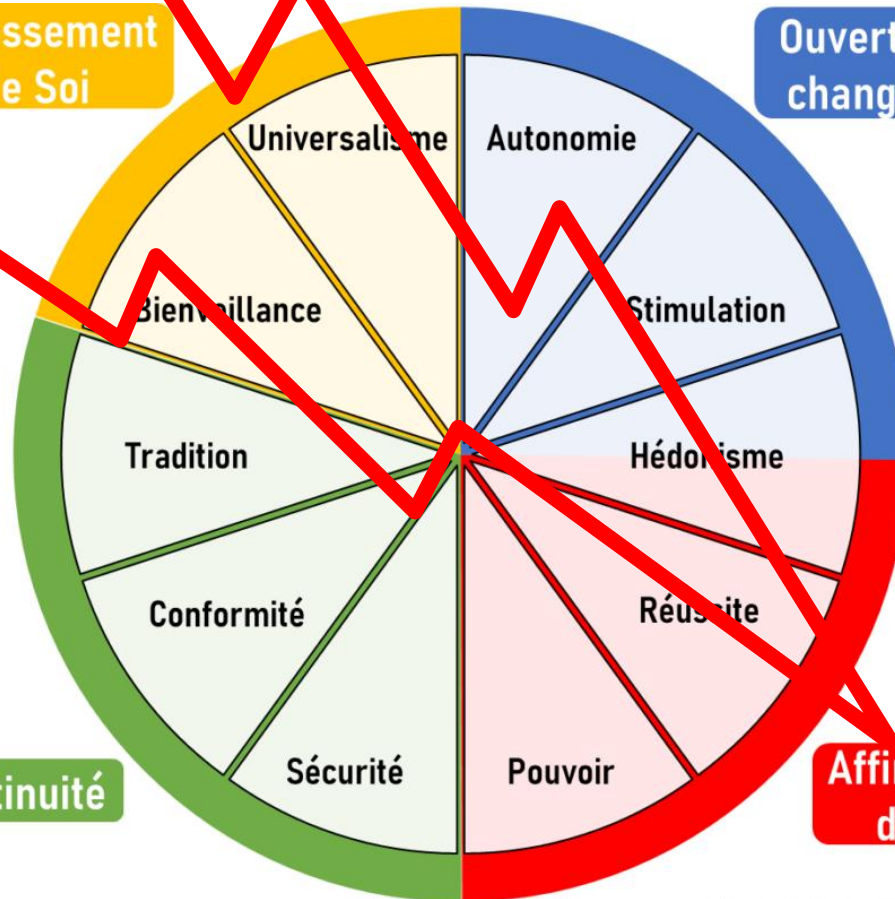 ssement
e Soi
Ouvert
chang
Universalisme
Autonomie
Bienveillance
Stimulation
Tradition
Hédonisme
Conformité
Réussite
Sécurité
Pouvoir
tinuité
Affi
d